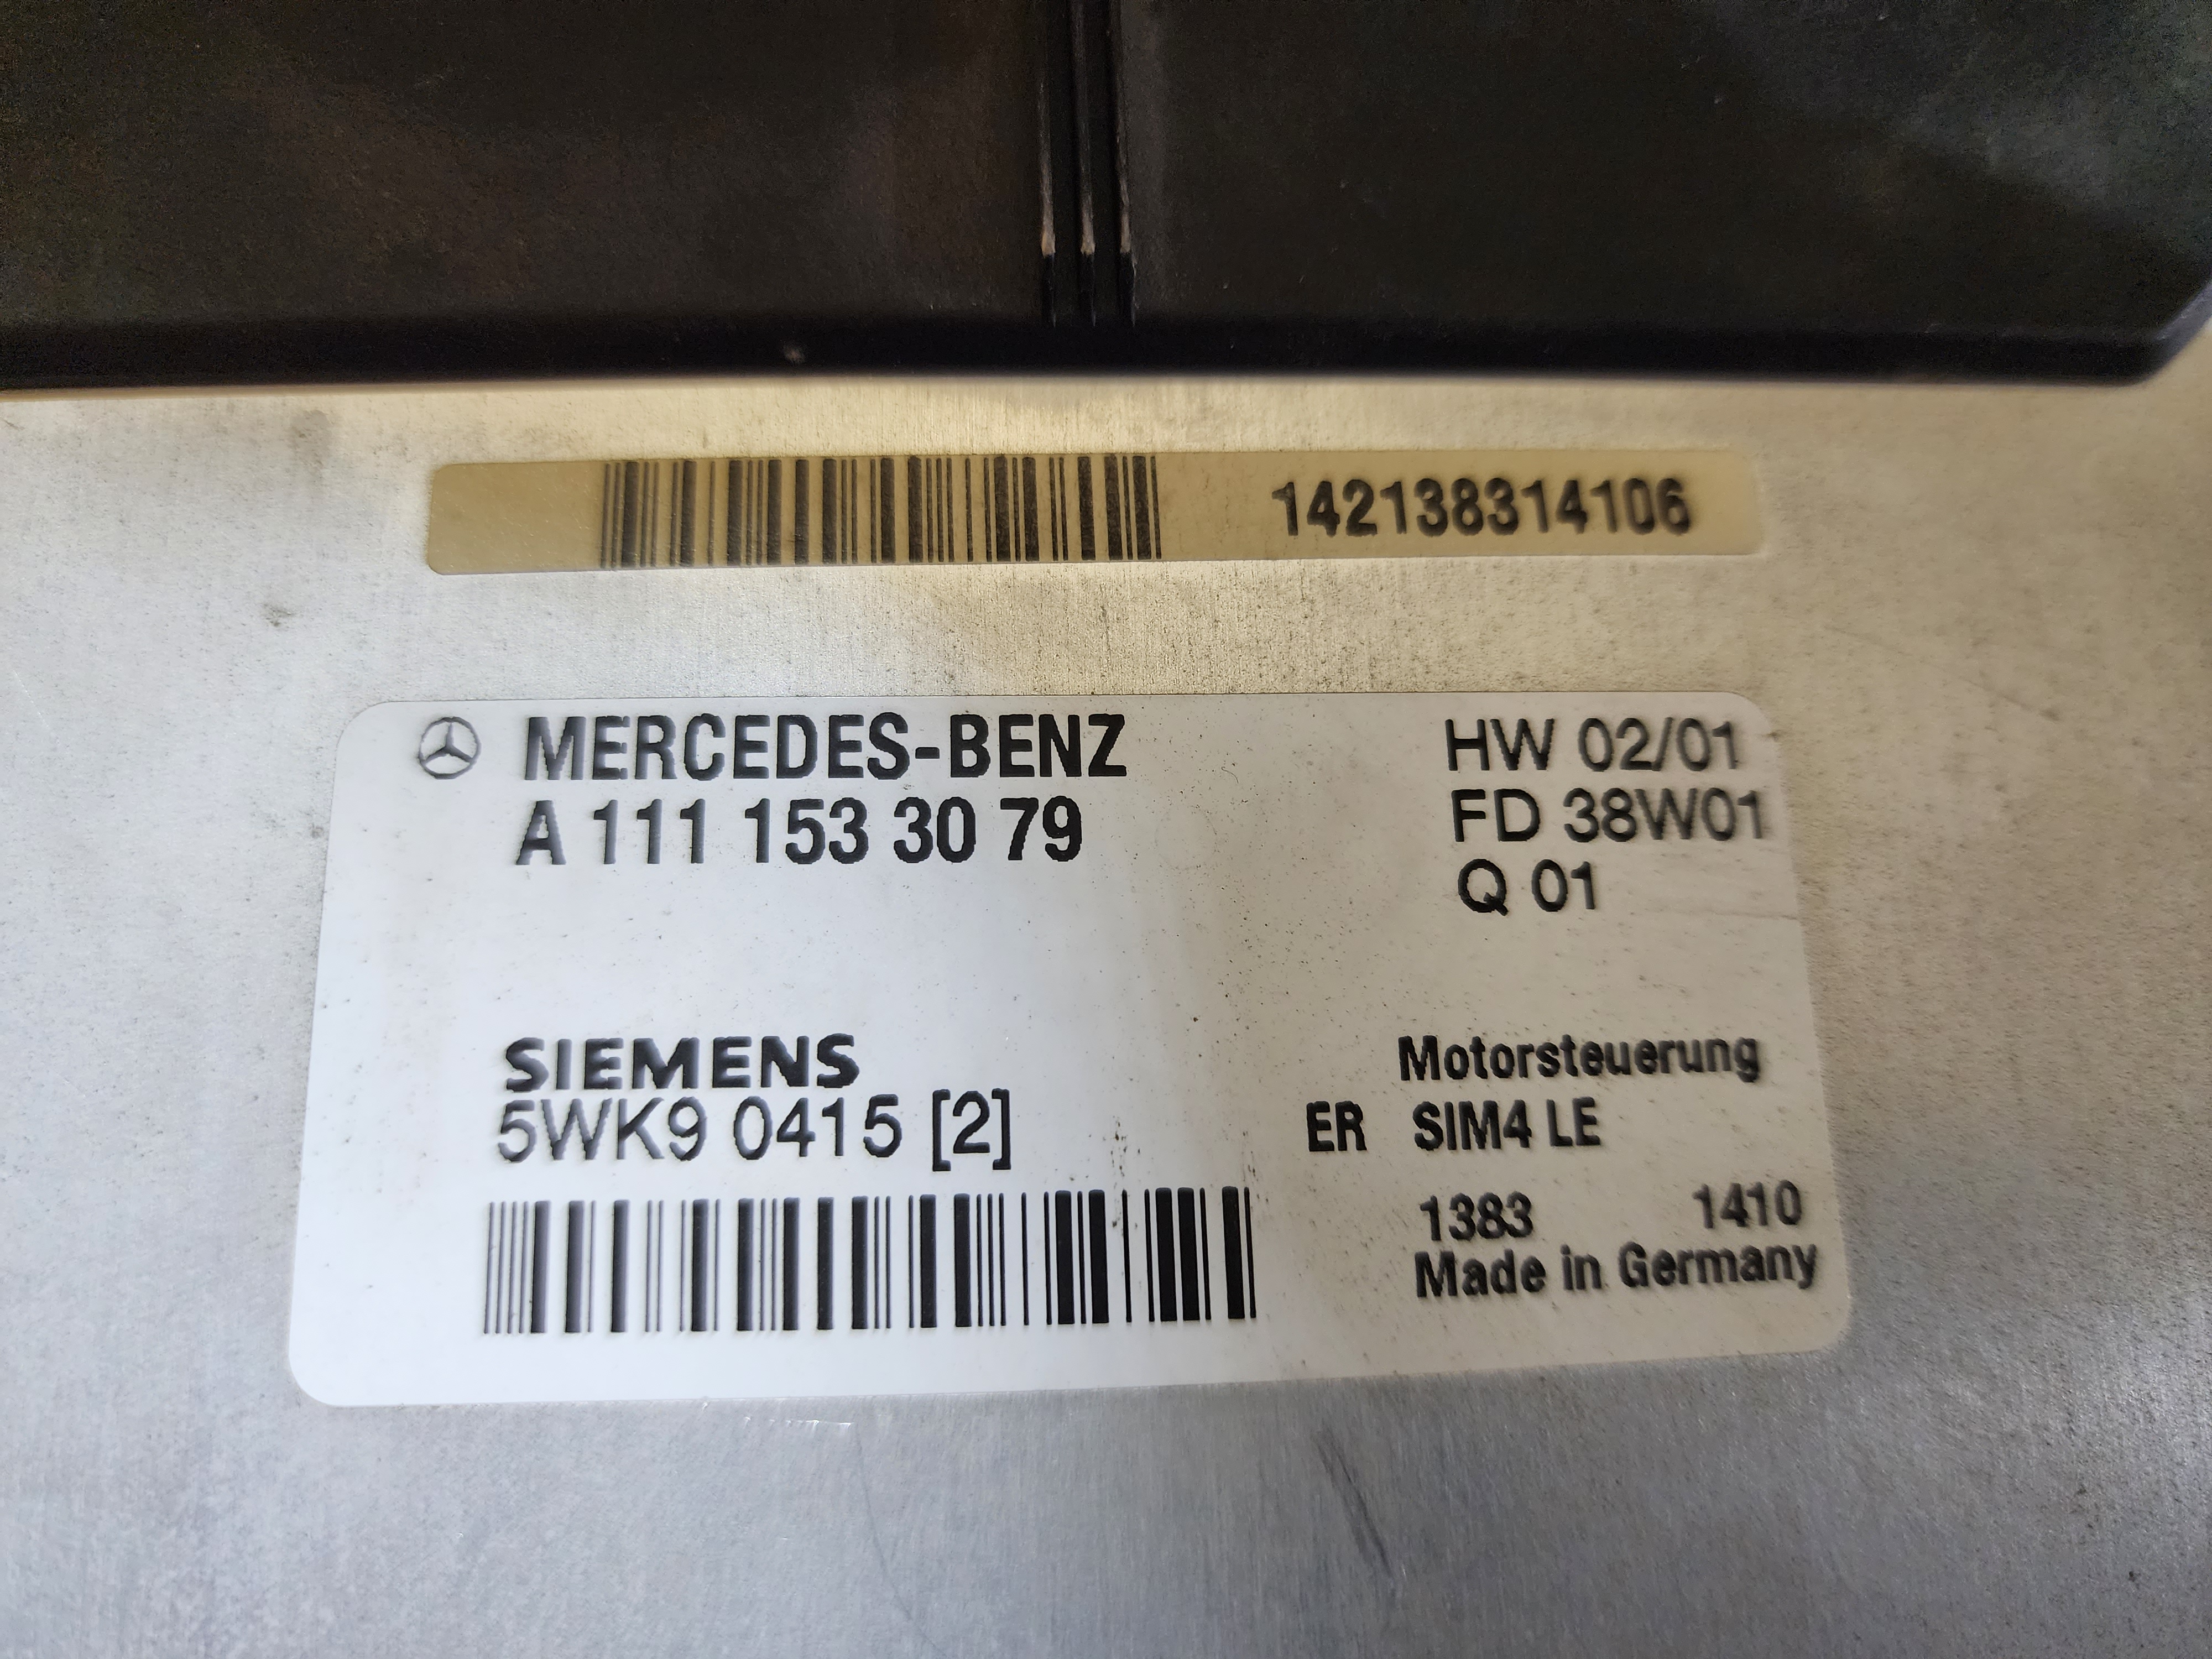 142138314106
MERCEDES-BENZ
A 111 153 30 79
HW 02/01
FD 38W01
Q 01
SIEMENS
5WK9 0415 [2]
Motorsteuerung
ER SIM4 LE
1383 1410
Made in Germany